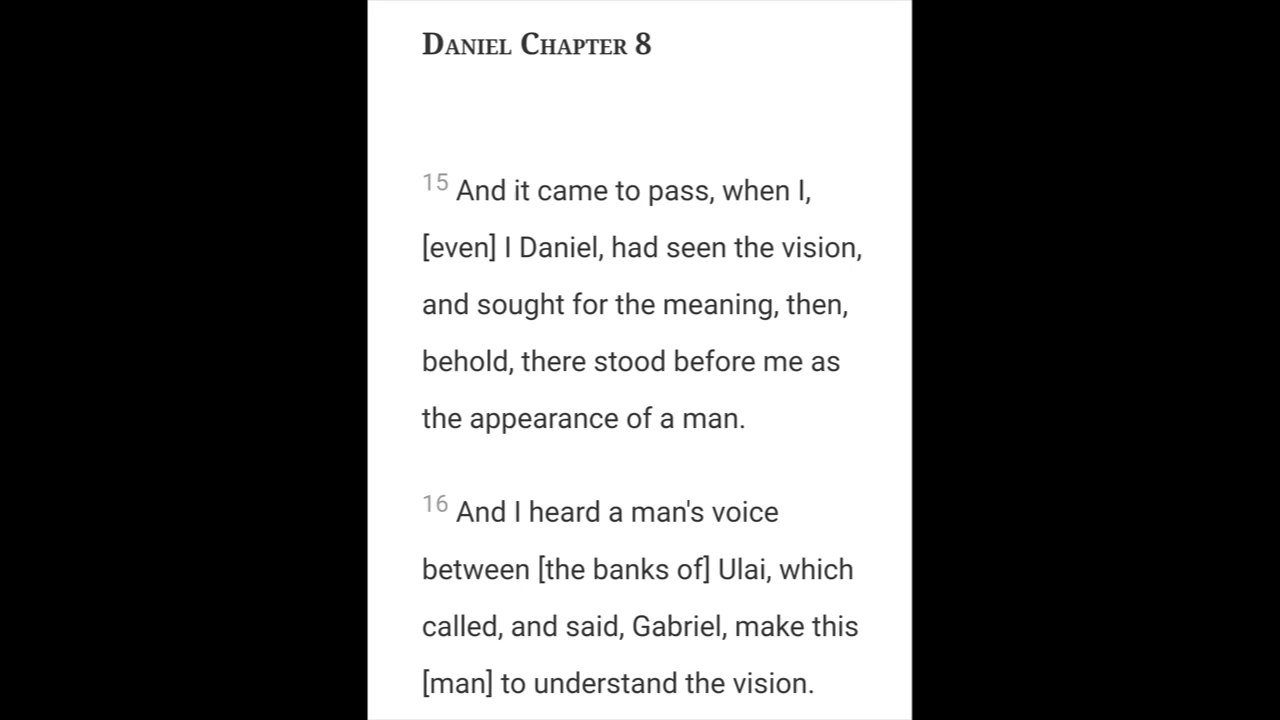 DANIEL CHAPTER 8
15 And it came to pass, when I,
[even] I Daniel, had seen the vision,
and sought for the meaning, then,
behold, there stood before me as
the appearance of a man.
16 And I heard a man's voice
between [the banks of] Ulai, which
called, and said, Gabriel, make this
[man] to understand the vision.